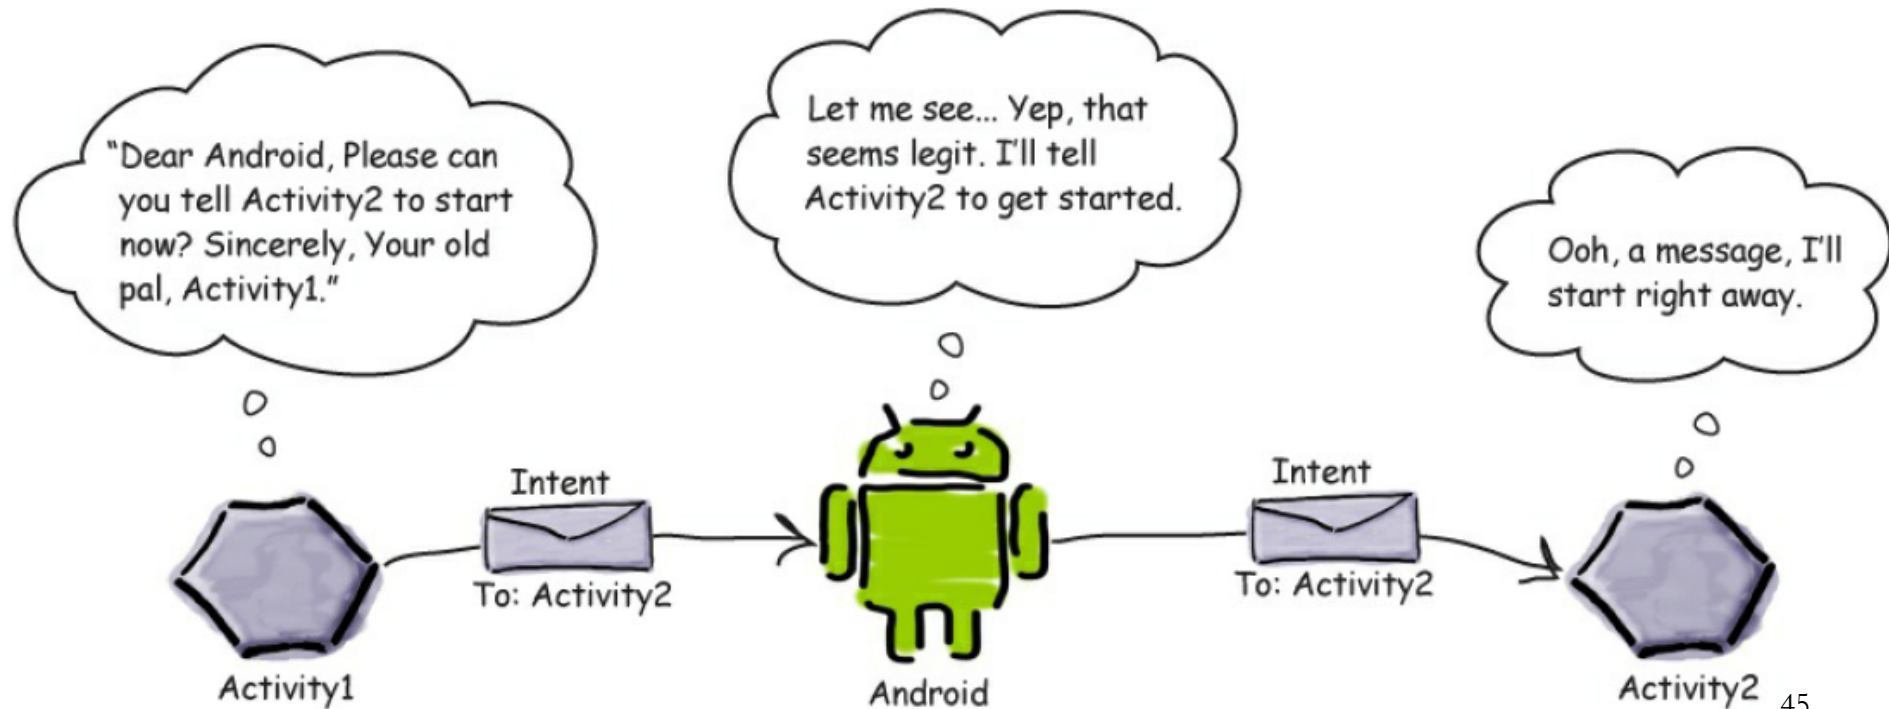 “Dear Android, Please can
you tell Activity2 to start
now? Sincerely, Your old
pal, Activity1.”
Let me see... Yep, that
seems legit. I’ll tell
Activity2 to get started.
Ooh, a message, I’ll
start right away.
Intent
To: Activity2
Intent
To: Activity2
Activity1
Android
Activity2
45